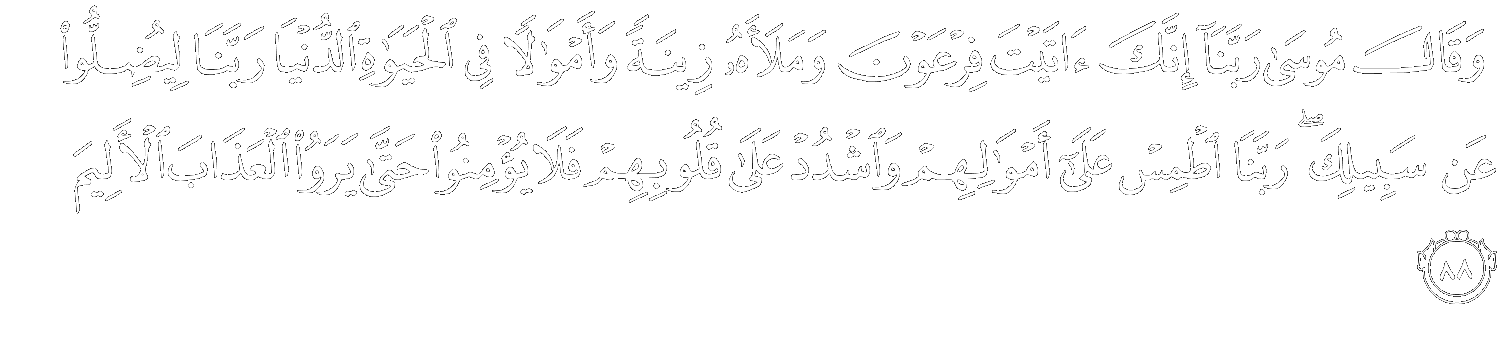 وَقَالَ مُوسَىٰ رَبَّنَآ إِنَّكَ ءَاتَيْتَ فِرْعَوْنَ وَمَلَأَهُۥ زِينَةً وَأَمْوَٰلًا فِى ٱلْحَيَوٰةِ ٱلدُّنْيَا رَبَّنَا لِيُضِلُّوا۟
عَن سَبِيلِكَ ۖ رَبَّنَا ٱطْمِسْ عَلَىٰٓ أَمْوَٰلِهِمْ وَٱشْدُدْ عَلَىٰ قُلُوبِهِمْ فَلَا يُؤْمِنُوا۟ حَتَّىٰ يَرَوُا۟ ٱلْعَذَابَ ٱلْأَلِيمَ
٨٨